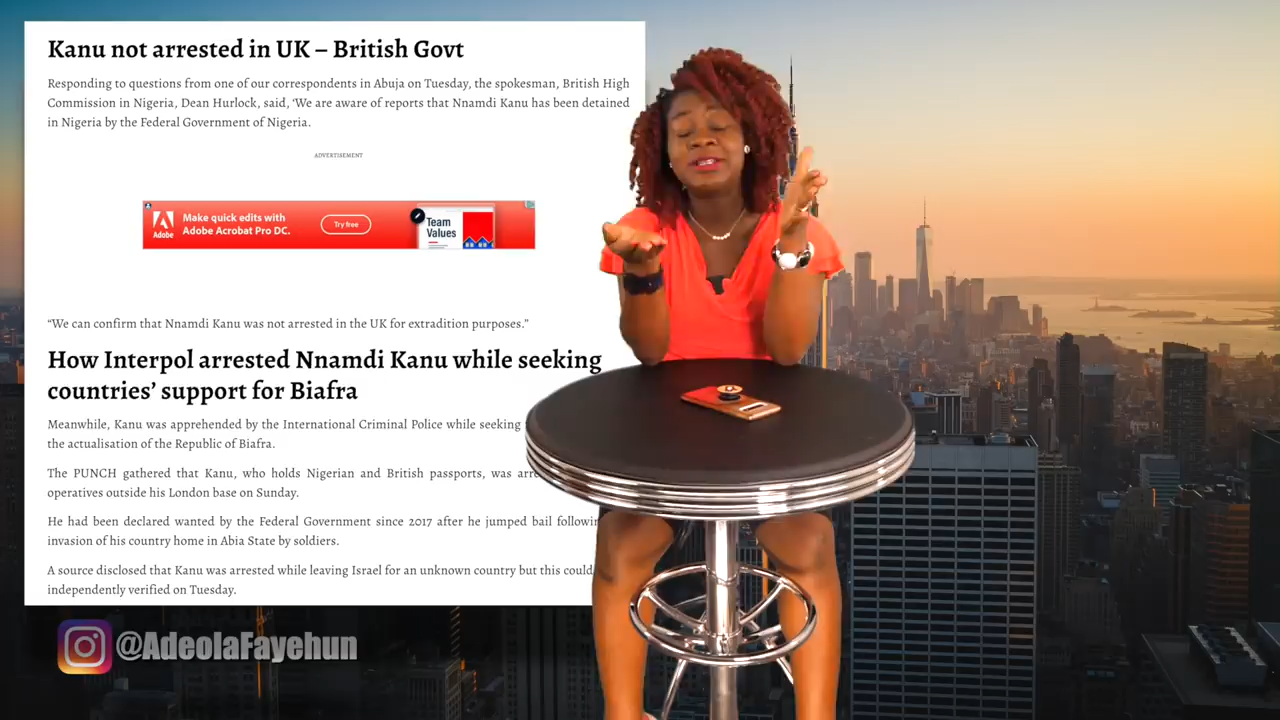 Kanu not arrested in UK – British Govt
Responding to questions from one of our correspondents in Abuja on Tuesday, the spokesman, British High
Commission in Nigeria, Dean Hurlock, said, ‘We are aware of reports that Nnamdi Kanu has been detained
in Nigeria by the Federal Government of Nigeria.
ADVERTISEMENT
Adobe
Make quick edits with
Adobe Acrobat Pro DC.
Try free
Team
Values
“We can confirm that Nnamdi Kanu was not arrested in the UK for extradition purposes.”
How Interpol arrested Nnamdi Kanu while seeking
countries’ support for Biafra
Meanwhile, Kanu was apprehended by the International Criminal Police while seeking
the actualisation of the Republic of Biafra.
The PUNCH gathered that Kanu, who holds Nigerian and British passports, was
operatives outside his London base on Sunday.
He had been declared wanted by the Federal Government since 2017 after he jumped bail
invasion of his country home in Abia State by soldiers.
A source disclosed that Kanu was arrested while leaving Israel for an unknown country but this could
independently verified on Tuesday.
@AdeolaFayehun